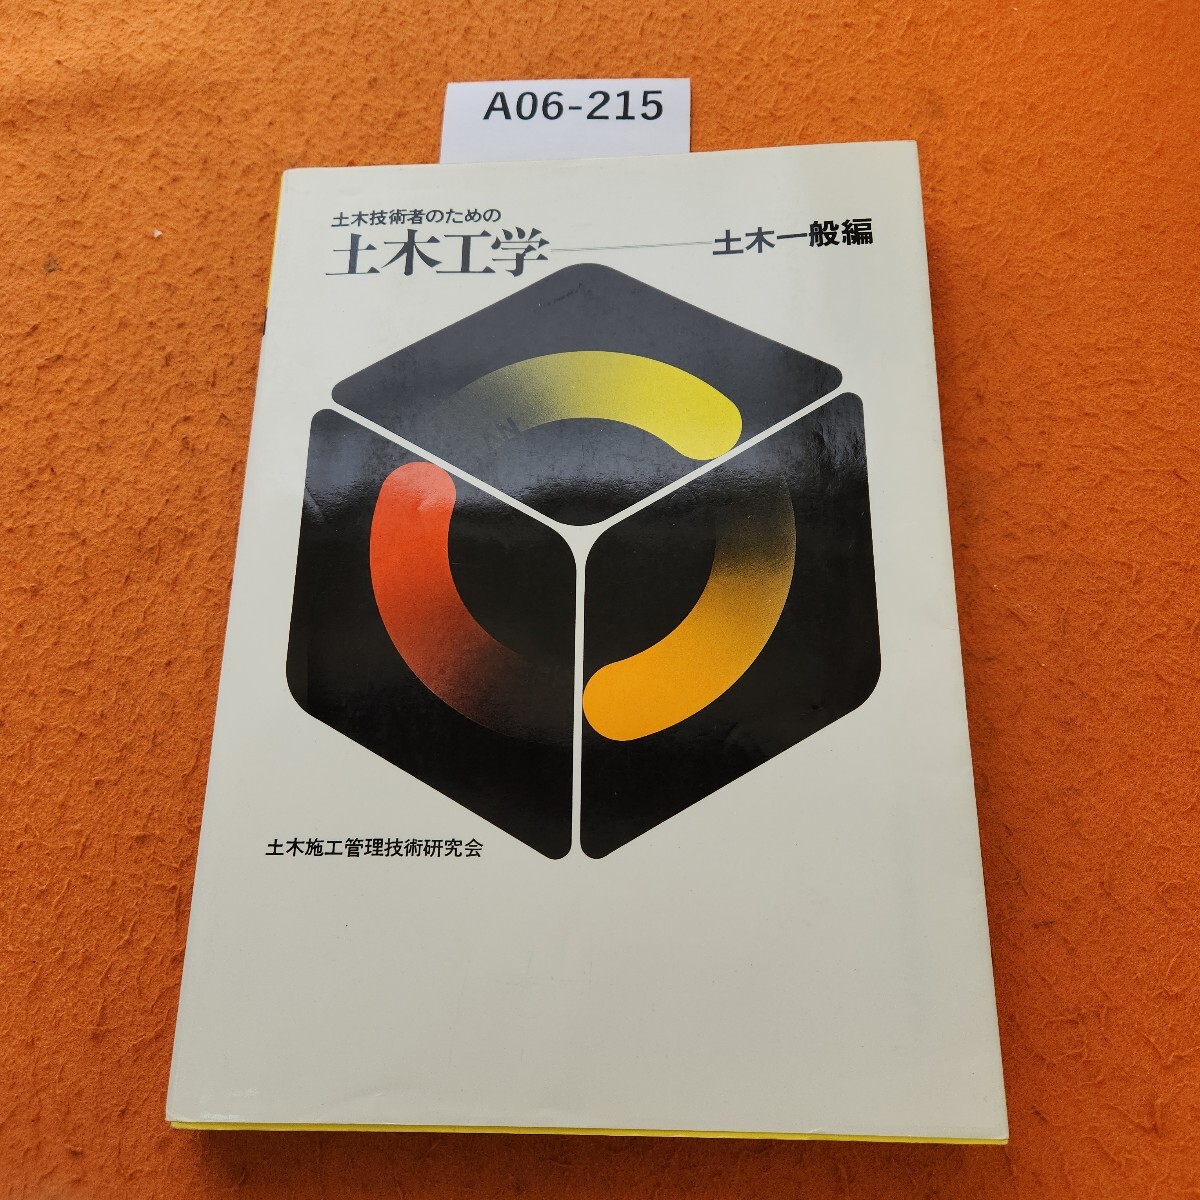 A06-215
土木技術者のための
土木工学
土木一般編
土木施工管理技術研究会